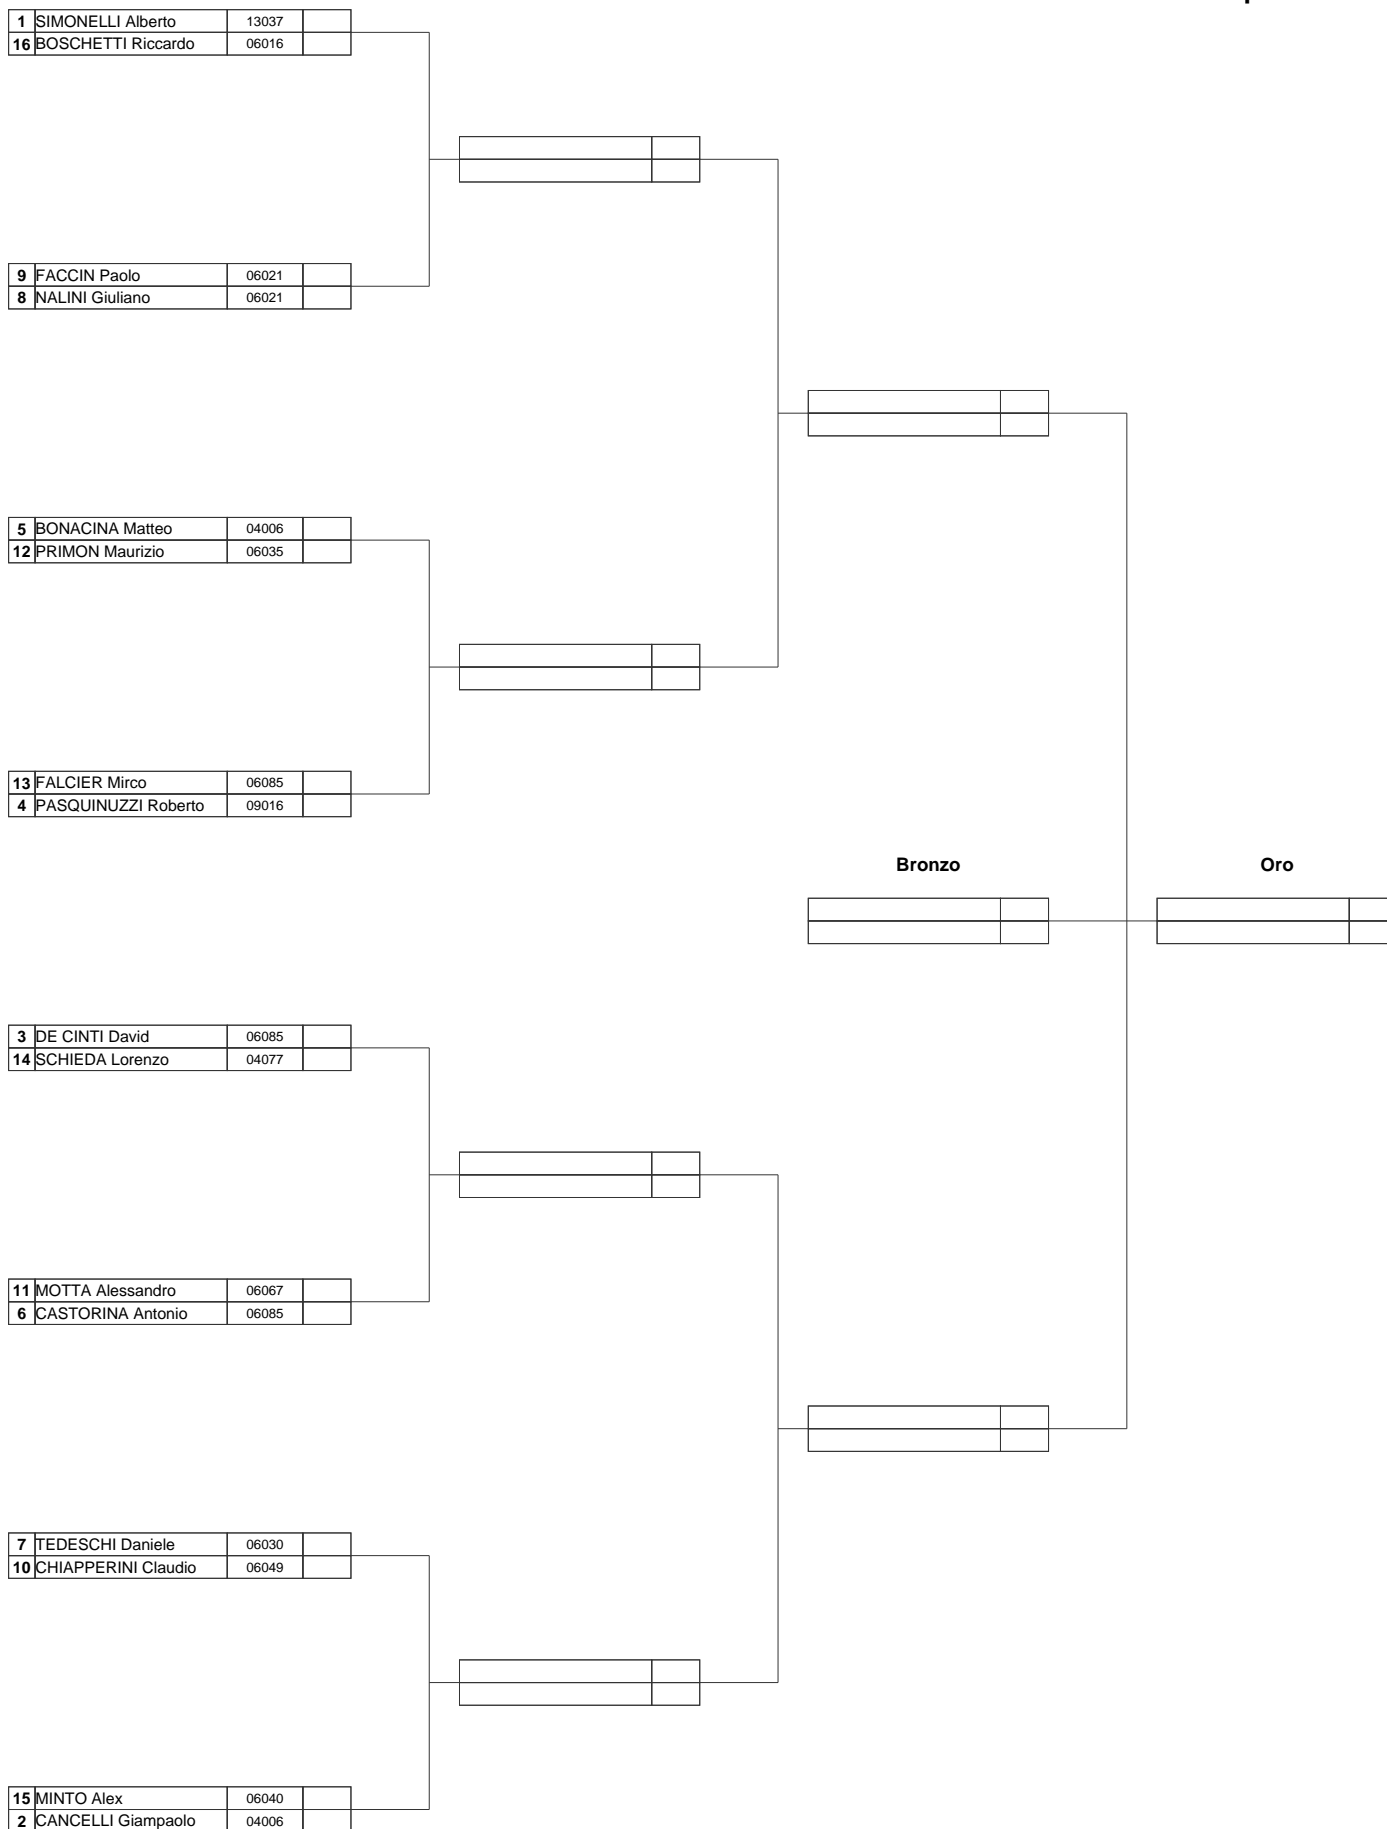 1 SIMONELLI Alberto 13037
16 BOSCHETTI Riccardo 06016
9 FACCIN Paolo 06021
8 NALINI Giuliano 06021
5 BONACINA Matteo 04006
12 PRIMON Maurizio 06035
13 FALCIER Mirco 06085
4 PASQUINUZZI Roberto 09016
Bronzo Oro
3 DE CINTI David 06085
14 SCHIEDA Lorenzo 04077
11 MOTTA Alessandro 06067
6 CASTORINA Antonio 06085
7 TEDESCHI Daniele 06030
10 CHIAPPERINI Claudio 06049
15 MINTO Alex 06040
2 CANCELLI Giampaolo 04006